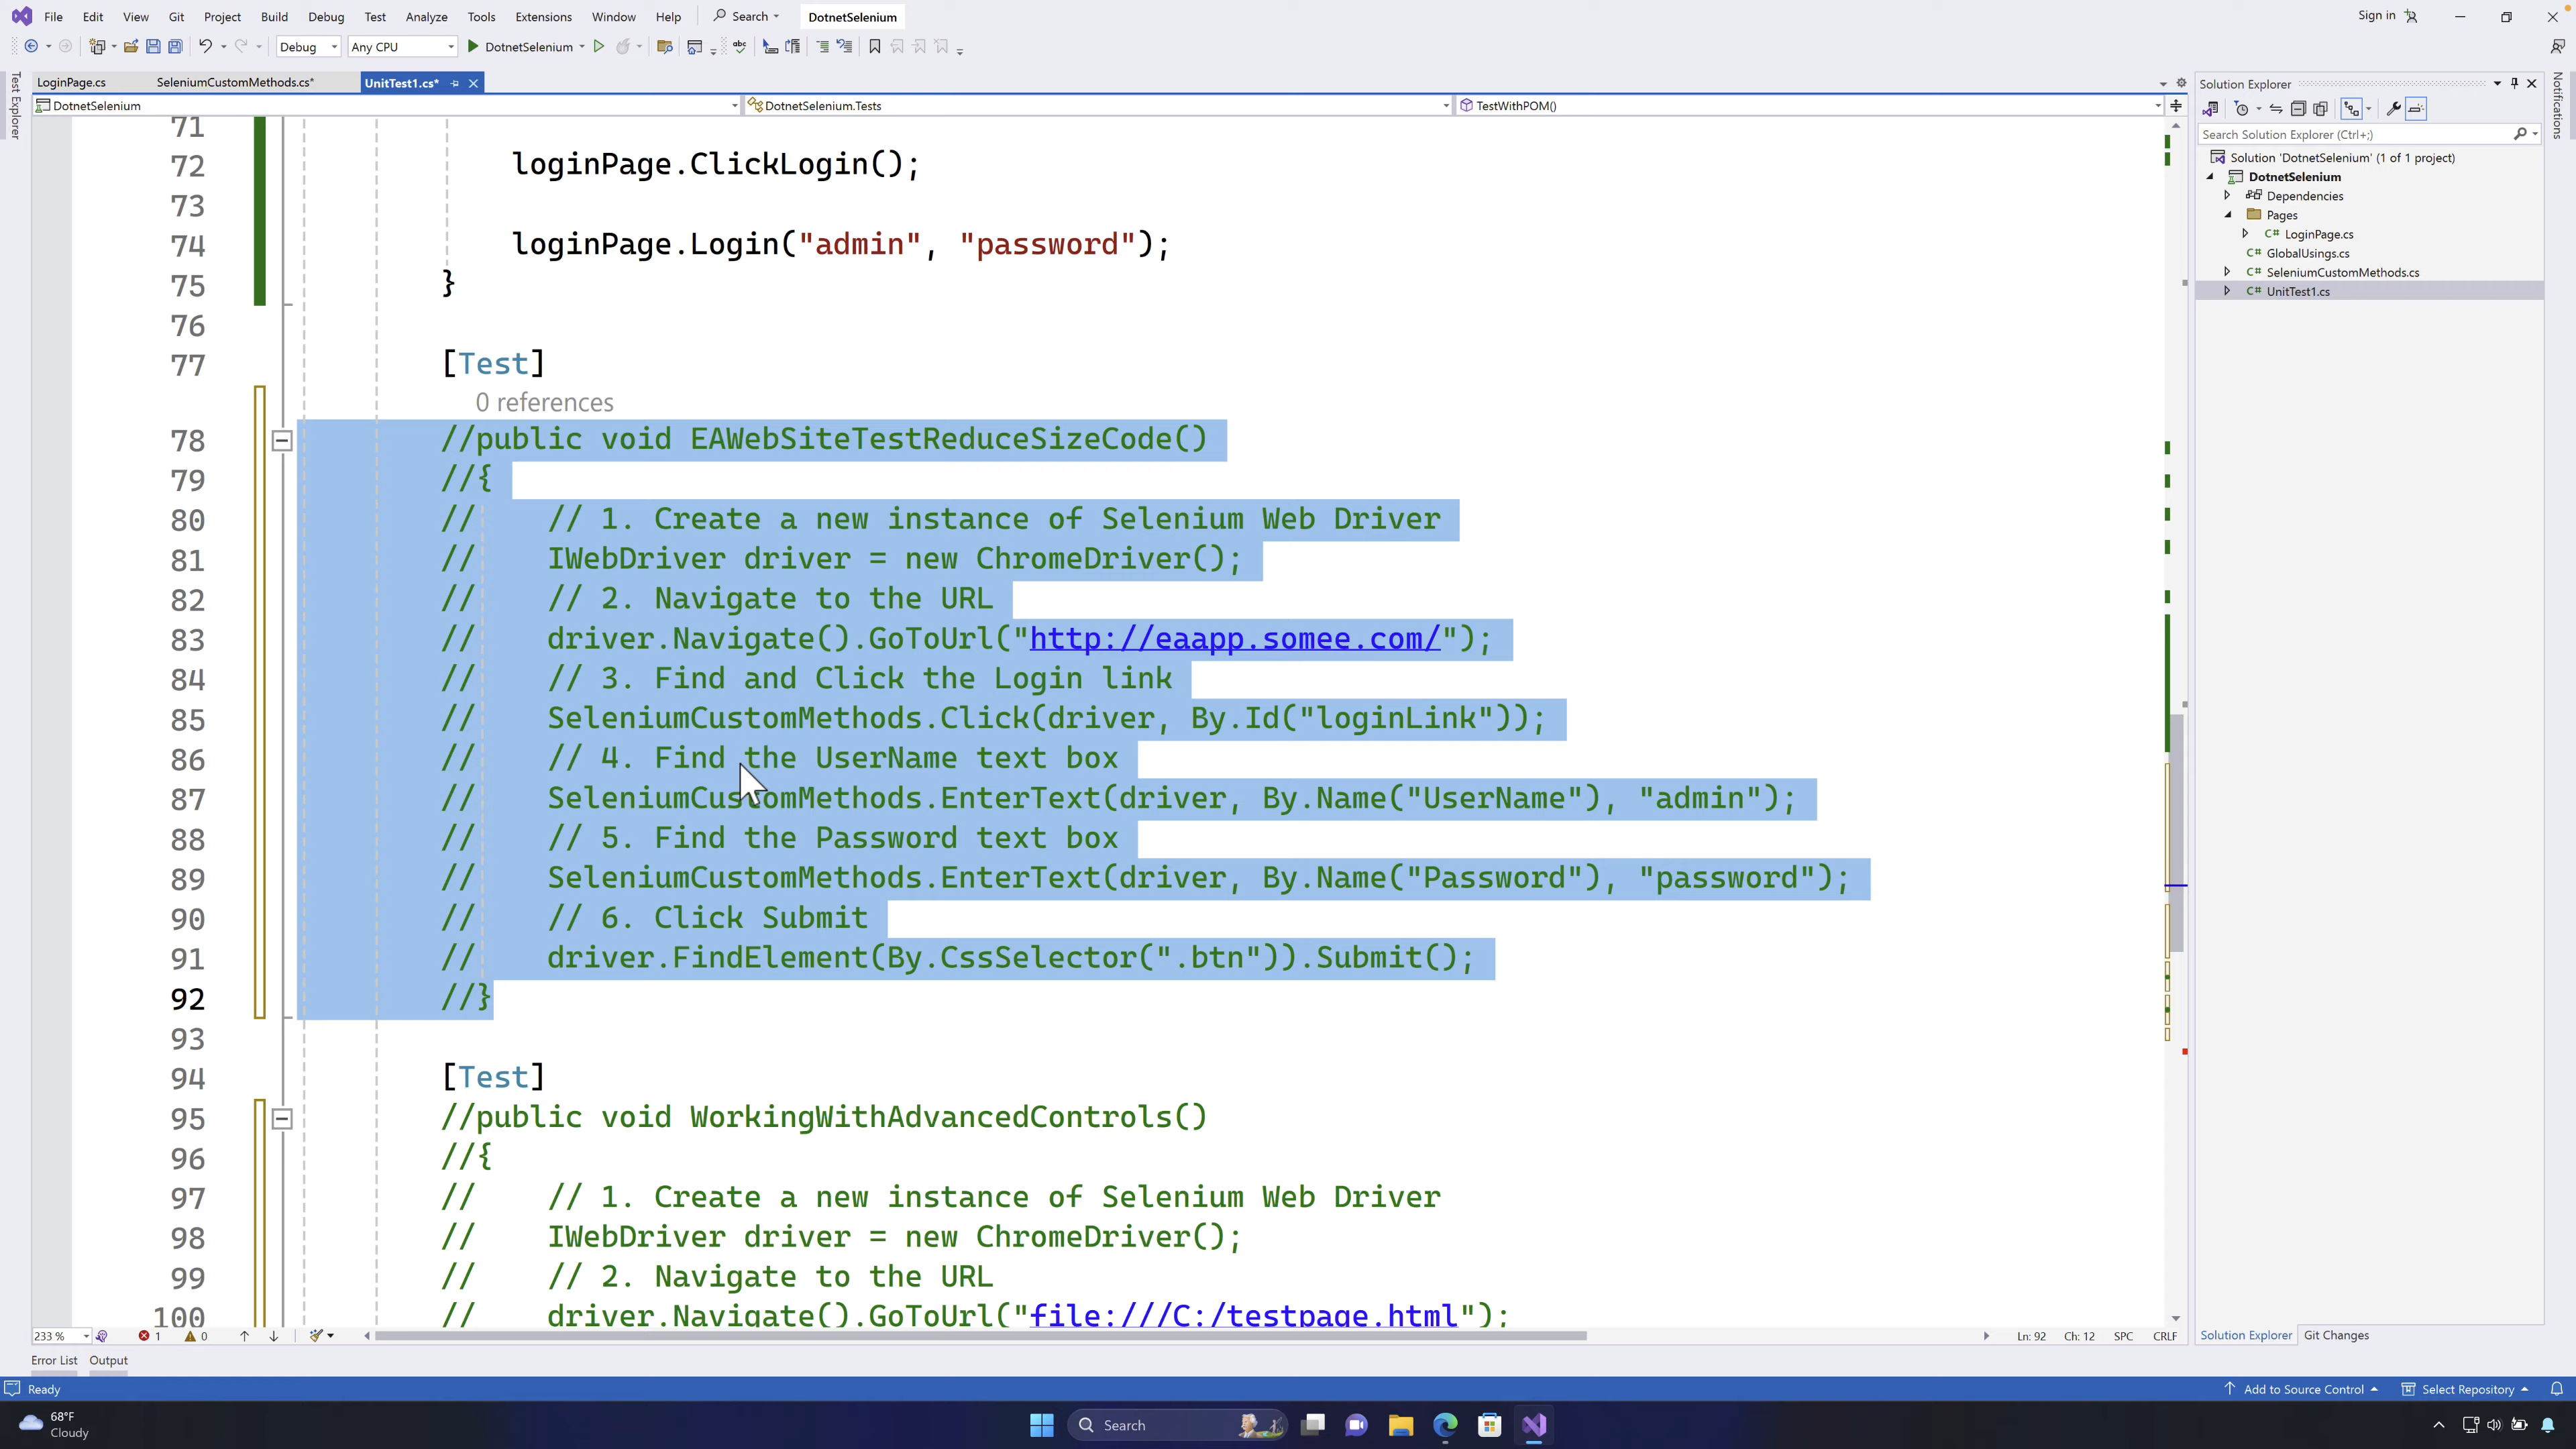 File Edit View Git Project Build Debug Test Analyze Tools Extensions Window Help Search DotnetSelenium Sign in
Debug Any CPU DotnetSelenium
LoginPage.cs SeleniumCustomMethods.cs* UnitTest1.cs*
DotnetSelenium DotnetSelenium.Tests TestWithPOM()
Test Explorer
71
72 loginPage.ClickLogin();
73
74 loginPage.Login("admin", "password");
75 }
76
77 [Test]
0 references
78 //public void EAWebSiteTestReduceSizeCode()
79 //{
80 // // 1. Create a new instance of Selenium Web Driver
81 // IWebDriver driver = new ChromeDriver();
82 // // 2. Navigate to the URL
83 // driver.Navigate().GoToUrl("http://eaapp.somee.com/");
84 // // 3. Find and Click the Login link
85 // SeleniumCustomMethods.Click(driver, By.Id("loginLink"));
86 // // 4. Find the UserName text box
87 // SeleniumCustomMethods.EnterText(driver, By.Name("UserName"), "admin");
88 // // 5. Find the Password text box
89 // SeleniumCustomMethods.EnterText(driver, By.Name("Password"), "password");
90 // // 6. Click Submit
91 // driver.FindElement(By.CssSelector(".btn")).Submit();
92 //}
93
94 [Test]
95 //public void WorkingWithAdvancedControls()
96 //{
97 // // 1. Create a new instance of Selenium Web Driver
98 // IWebDriver driver = new ChromeDriver();
99 // // 2. Navigate to the URL
100 // driver.Navigate().GoToUrl("file:///C:/testpage.html");
233 % 1 0 Ln: 92 Ch: 12 SPC CRLF
Solution Explorer
Search Solution Explorer (Ctrl+;)
Solution 'DotnetSelenium' (1 of 1 project)
DotnetSelenium
Dependencies
Pages
C# LoginPage.cs
C# GlobalUsings.cs
C# SeleniumCustomMethods.cs
C# UnitTest1.cs
Solution Explorer Git Changes
Notifications
Error List Output
Ready Add to Source Control Select Repository
68°F
Cloudy
Search